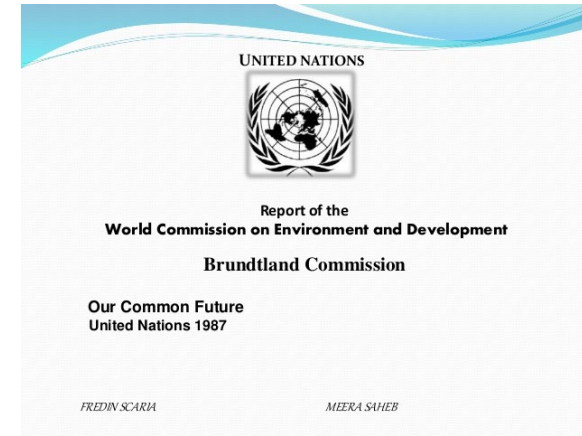 UNITED NATIONS
Report of the
World Commission on Environment and Development
Brundtland Commission
Our Common Future
United Nations 1987
FREDIN SCARIA MEERA SAHEB